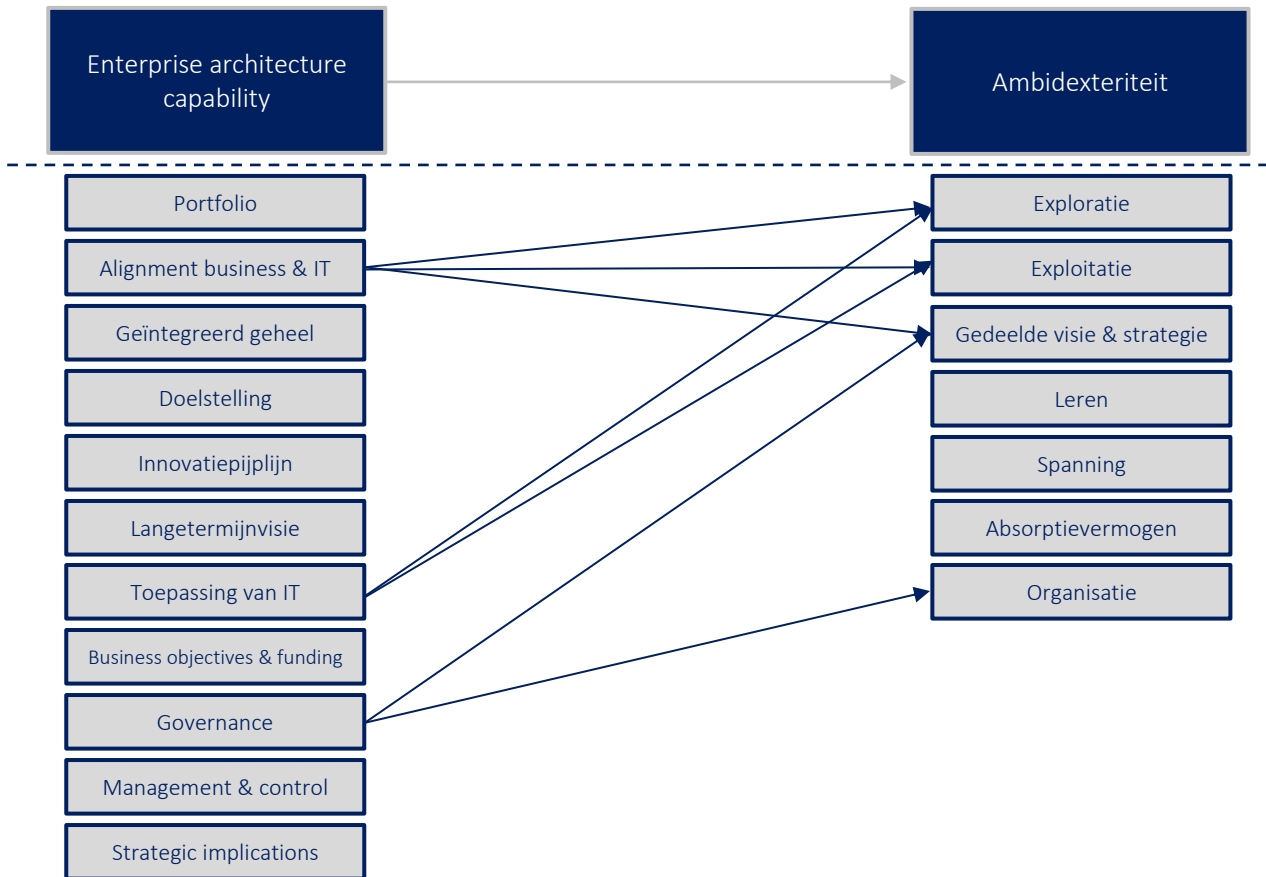 Enterprise architecture
capability
Ambidexteriteit
Portfolio
Alignment business & IT
Geïntegreerd geheel
Doelstelling
Innovatiepijplijn
Langetermijnvisie
Toepassing van IT
Business objectives & funding
Governance
Management & control
Strategic implications
Exploratie
Exploitatie
Gedeelde visie & strategie
Leren
Spanning
Absorptievermogen
Organisatie